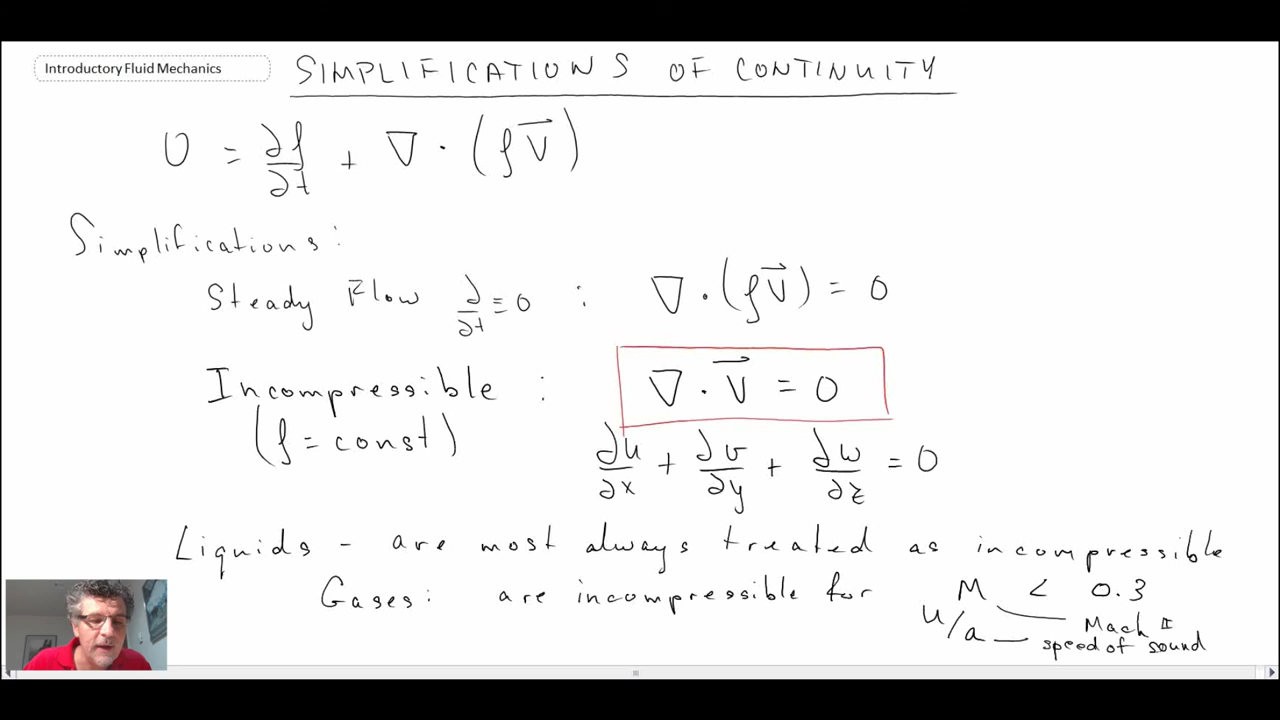 Introductory Fluid Mechanics
SIMPLIFICATIONS OF CONTINUITY
0 = ∂ρ/∂t + ∇ · (ρV⃗)
Simplifications:
Steady Flow ∂/∂t ≡ 0 : ∇ · (ρV⃗) = 0
Incompressible : ∇ · V⃗ = 0
(ρ = const)
∂u/∂x + ∂v/∂y + ∂w/∂z = 0
Liquids - are most always treated as incompressible
Gases: are incompressible for M < 0.3
u/a
Mach #
speed of sound